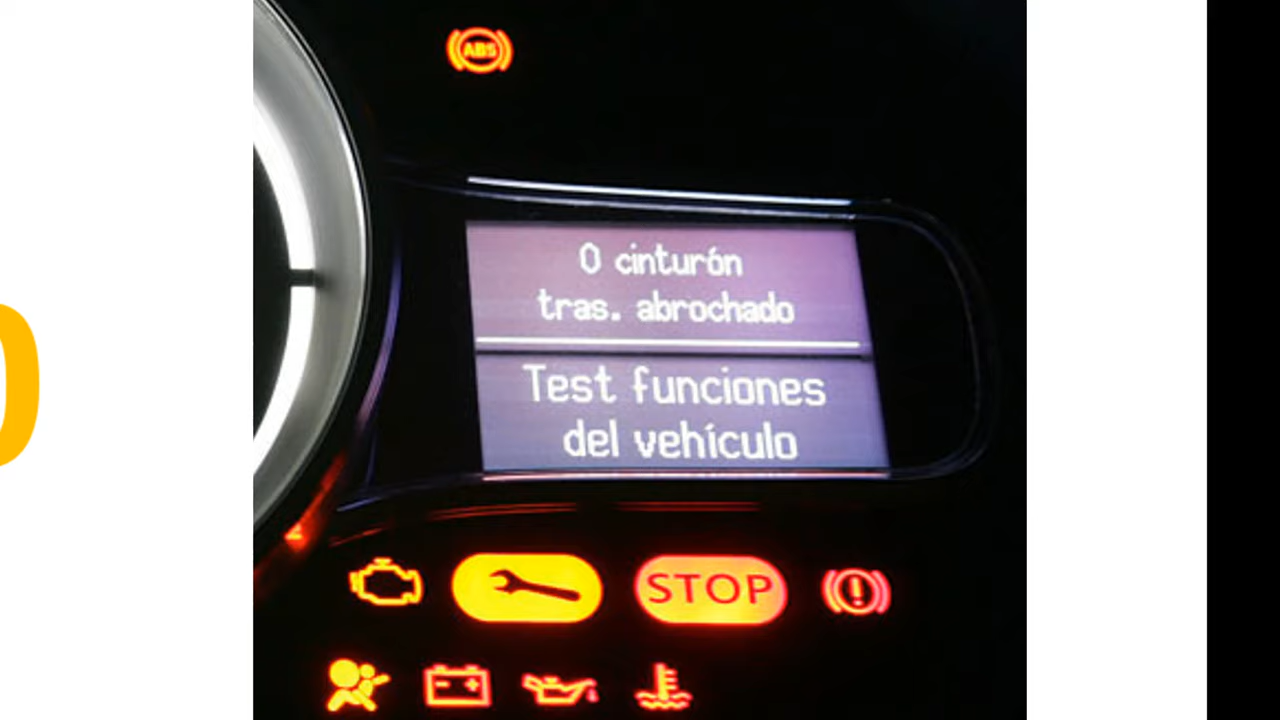 ABS
0 cinturón
tras. abrochado
Test funciones
del vehículo
STOP